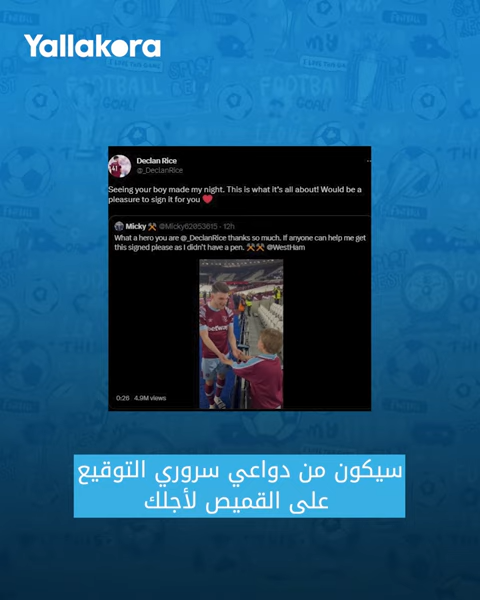 Yallakora
Declan Rice
@_DeclanRice
Seeing your boy made my night. This is what it's all about! Would be a
pleasure to sign it for you ❤️
Micky ⚒️ @Micky62053615 · 12h
What a hero you are @_DeclanRice thanks so much. If anyone can help me get
this signed please as I didn't have a pen. ⚒️⚒️ @WestHam
0:26 4.9M views
سيكون من دواعي سروري التوقيع
على القميص لأجلك